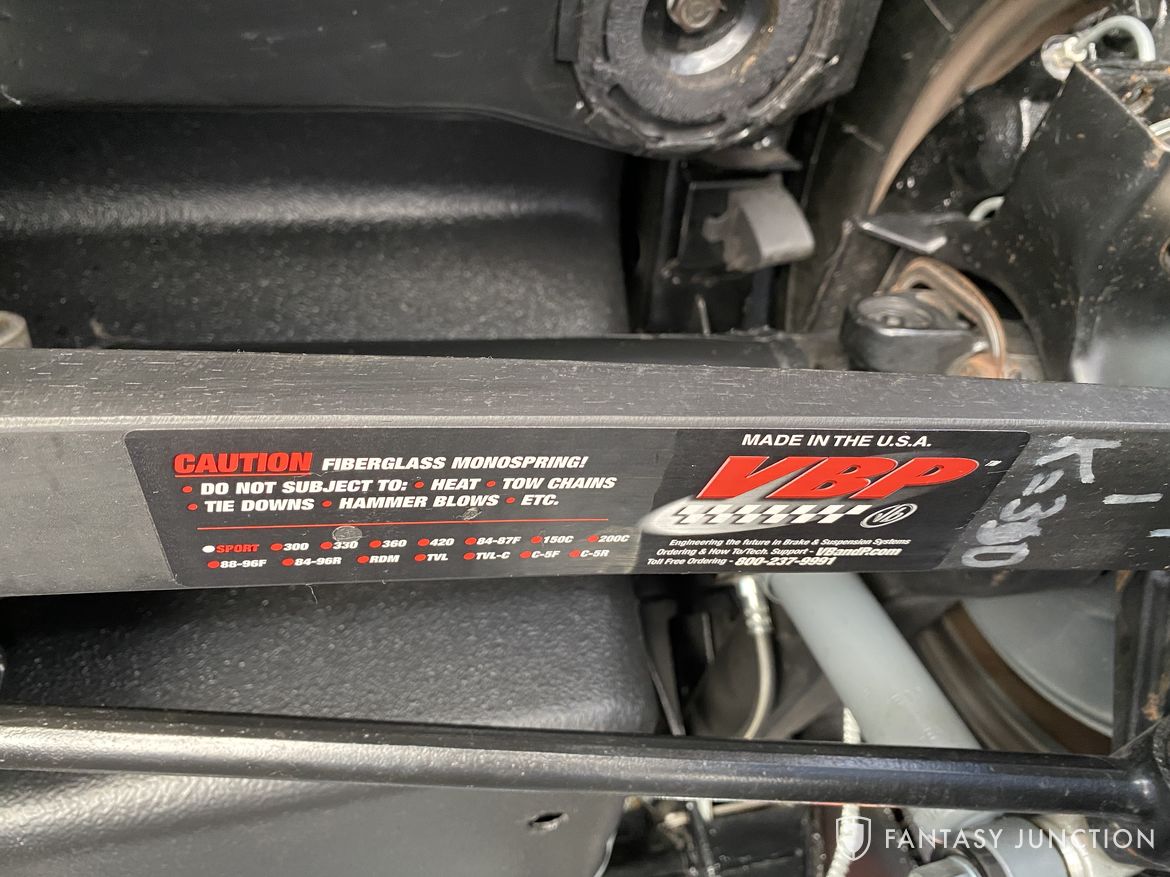 CAUTION FIBERGLASS MONOSPRING!
• DO NOT SUBJECT TO: • HEAT • TOW CHAINS
• TIE DOWNS • HAMMER BLOWS • ETC.
SPORT 300 330 360 420 84-87F 150C 200C
88-96F 84-96R RDM TVL TVL-C C-5F C-5R
MADE IN THE U.S.A.
VBP
Engineering the future in Brake & Suspension Systems
Ordering & How To/Tech. Support - VBandP.com
Toll Free Ordering - 800-237-9991
FANTASY JUNCTION